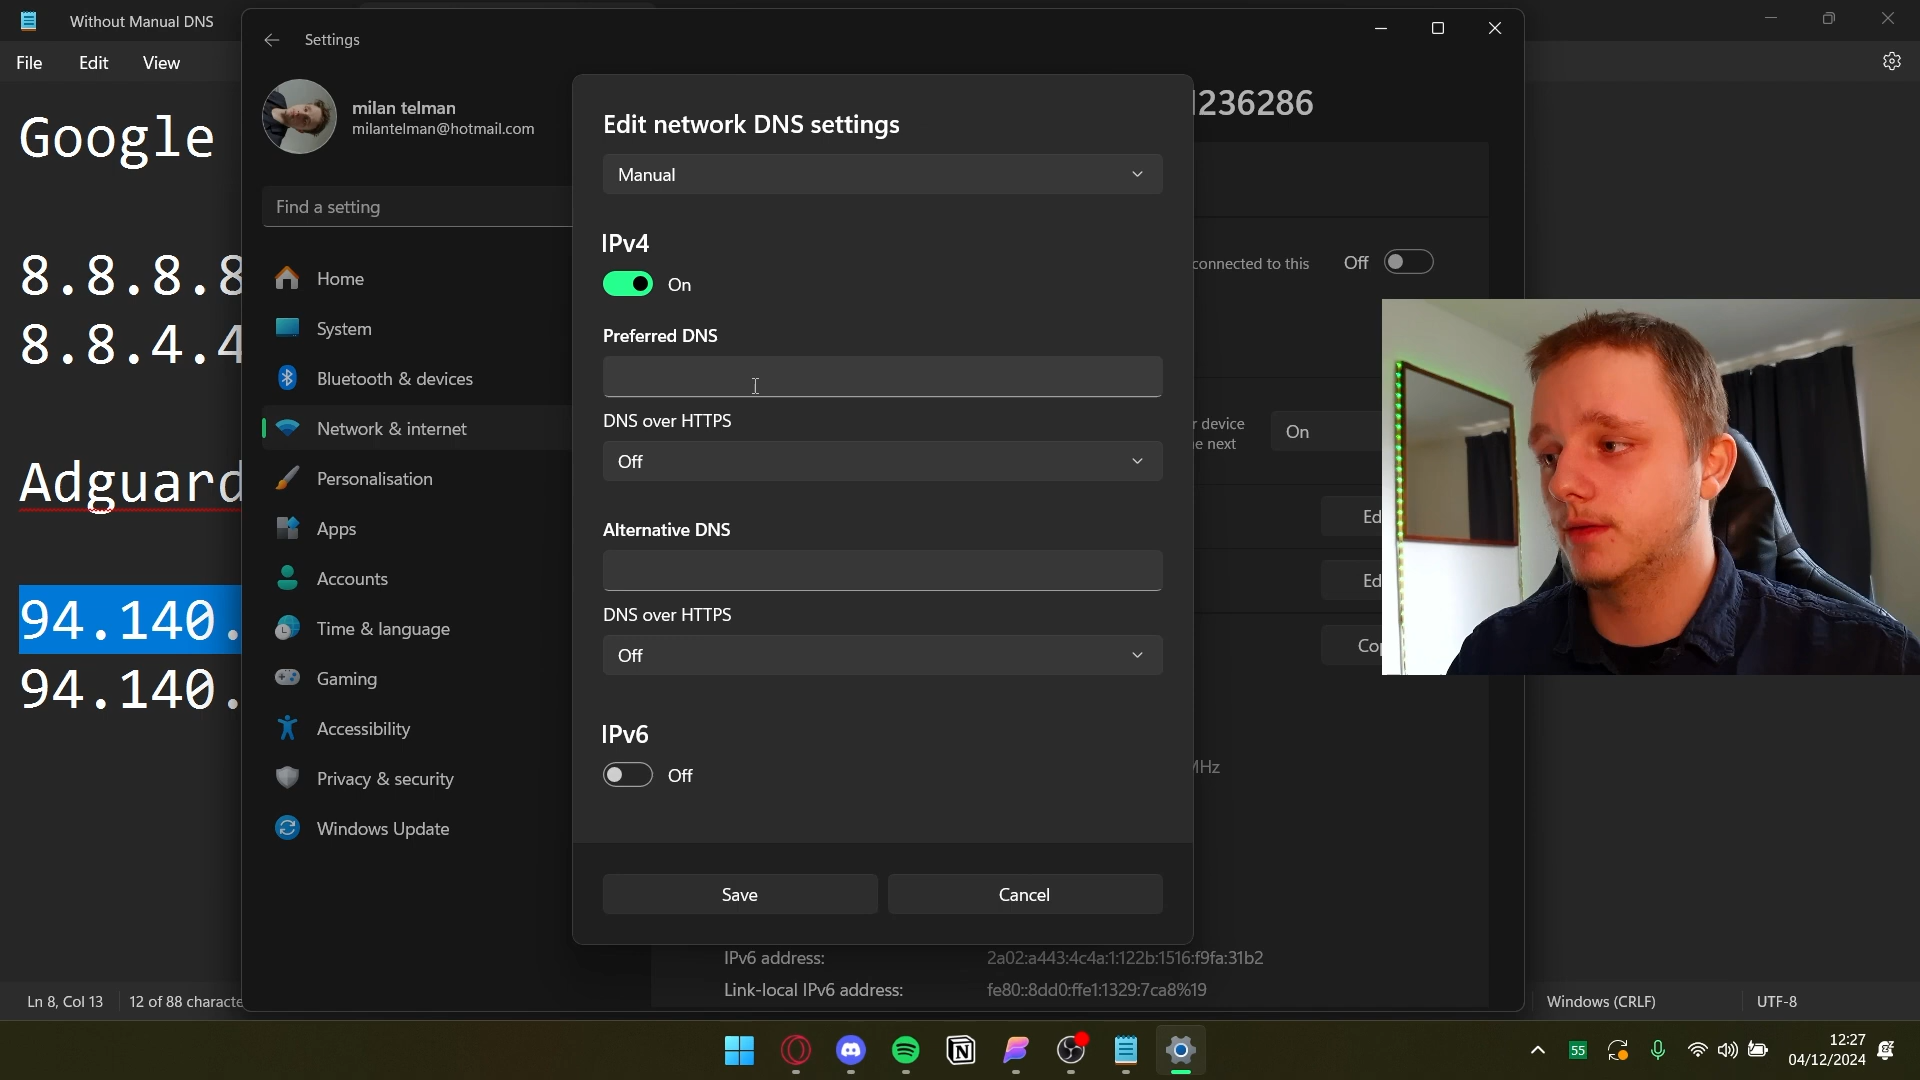 Without Manual DNS
File Edit View
Google
8.8.8.8
8.8.4.4
Adguard
94.140.
94.140.
Ln 8, Col 13 12 of 88 characte
Settings
milan telman
milantelman@hotmail.com
Find a setting
Home
System
Bluetooth & devices
Network & internet
Personalisation
Apps
Accounts
Time & language
Gaming
Accessibility
Privacy & security
Windows Update
Edit network DNS settings
Manual
IPv4
On
Preferred DNS
DNS over HTTPS
Off
Alternative DNS
DNS over HTTPS
Off
IPv6
Off
Save Cancel
236286
connected to this Off
r device
e next
On
Ed
Ed
Cop
MHz
IPv6 address: 2a02:a443:4c4a:1:122b:1516:f9fa:31b2
Link-local IPv6 address: fe80::8dd0:ffe1:1329:7ca8%19
Windows (CRLF) UTF-8
55
12:27
04/12/2024